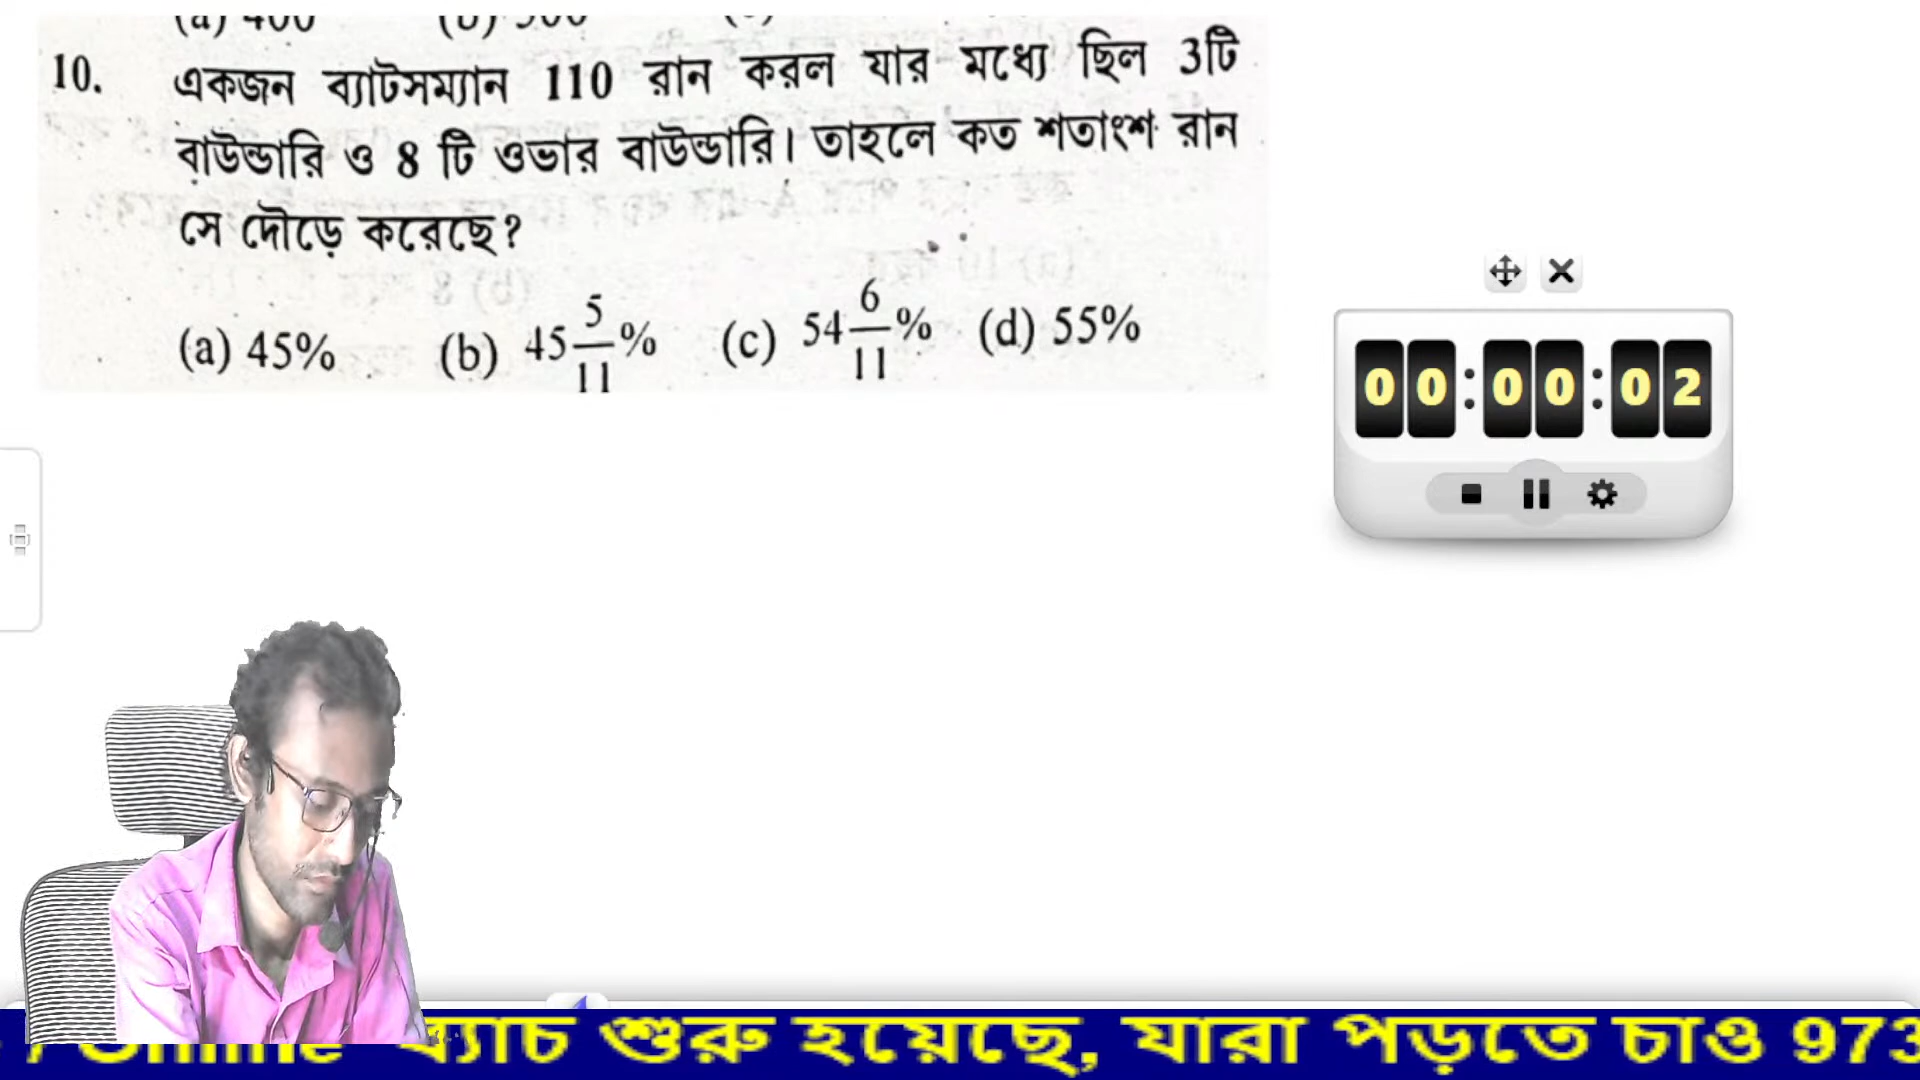 10. একজন ব্যাটসম্যান 110 রান করল যার মধ্যে ছিল 3টি
বাউন্ডারি ও 8 টি ওভার বাউন্ডারি। তাহলে কত শতাংশ রান
সে দৌড়ে করেছে?
(a) 45% (b) 45 5/11 % (c) 54 6/11 % (d) 55%
00:00:02
ব্যাচ শুরু হয়েছে, যারা পড়তে চাও 973